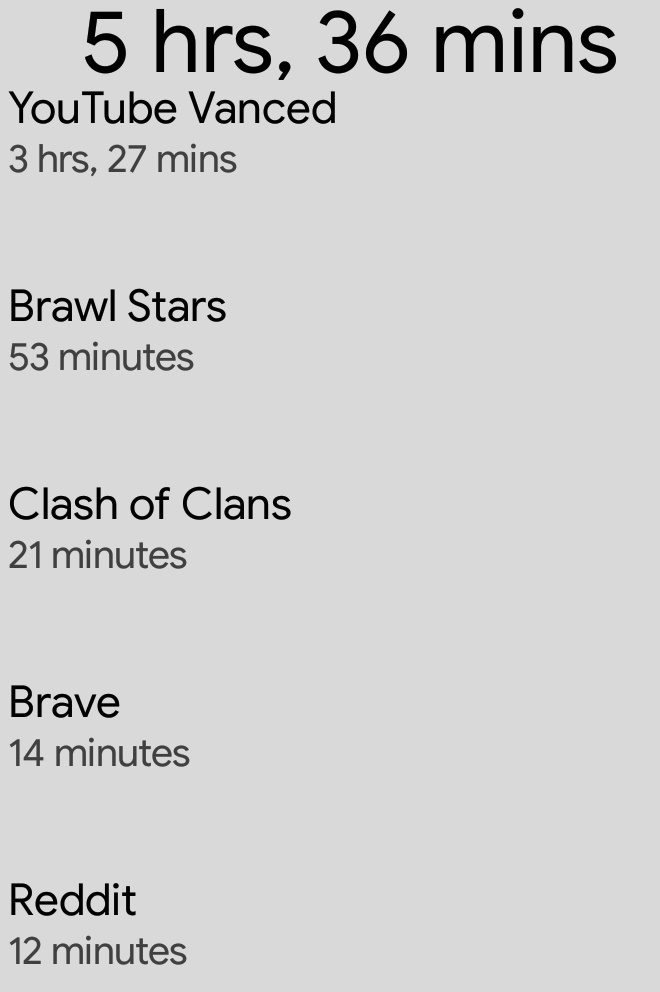 5 hrs, 36 mins
YouTube Vanced
3 hrs, 27 mins
Brawl Stars
53 minutes
Clash of Clans
21 minutes
Brave
14 minutes
Reddit
12 minutes